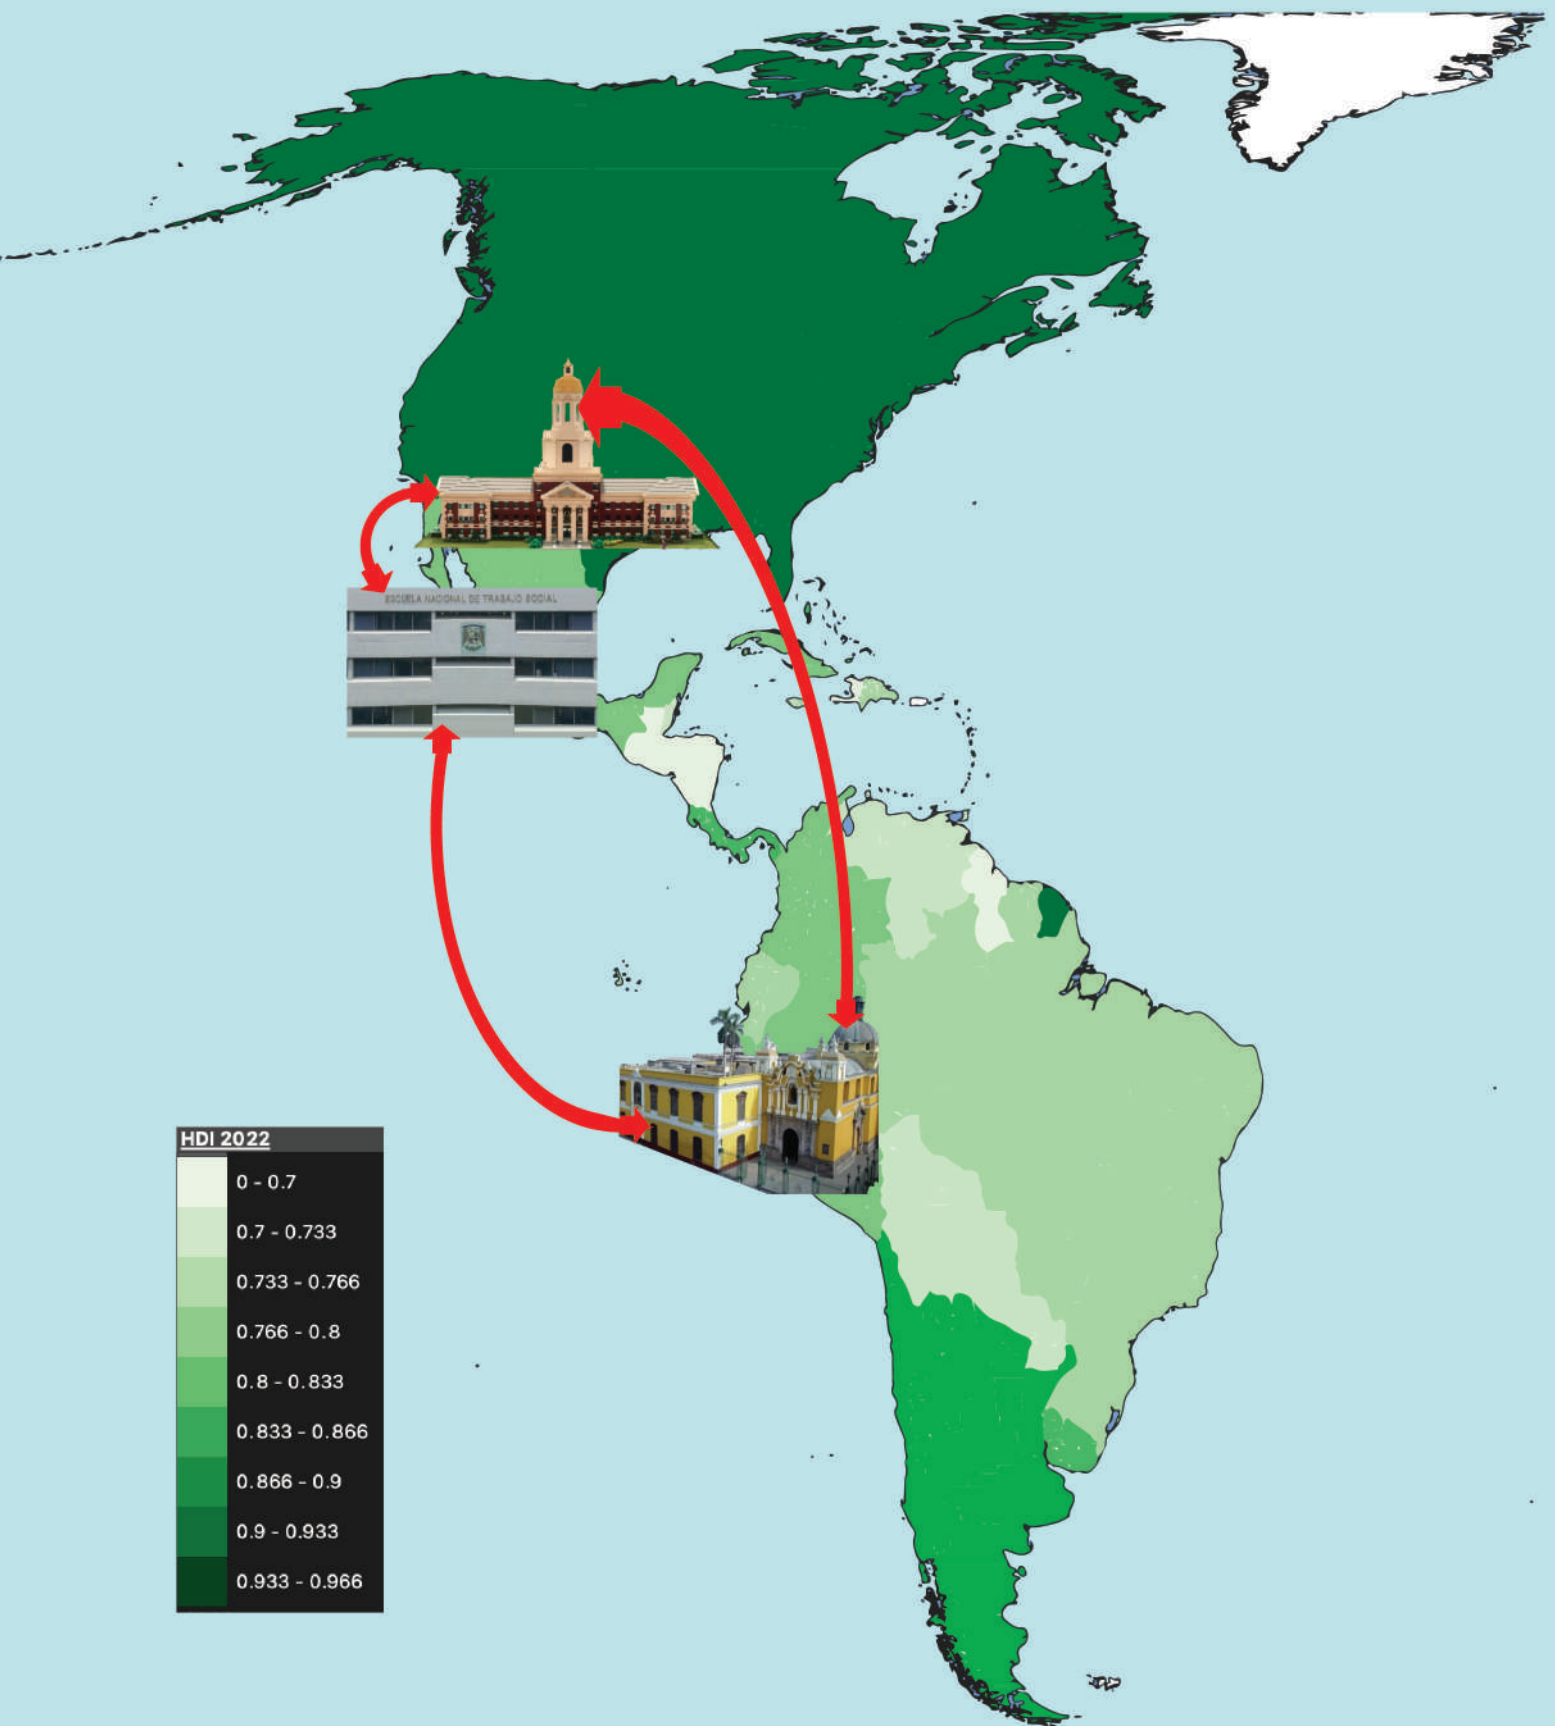 ESCUELA NACIONAL DE TRABAJO SOCIAL
HDI 2022
0 - 0.7
0.7 - 0.733
0.733 - 0.766
0.766 - 0.8
0.8 - 0.833
0.833 - 0.866
0.866 - 0.9
0.9 - 0.933
0.933 - 0.966